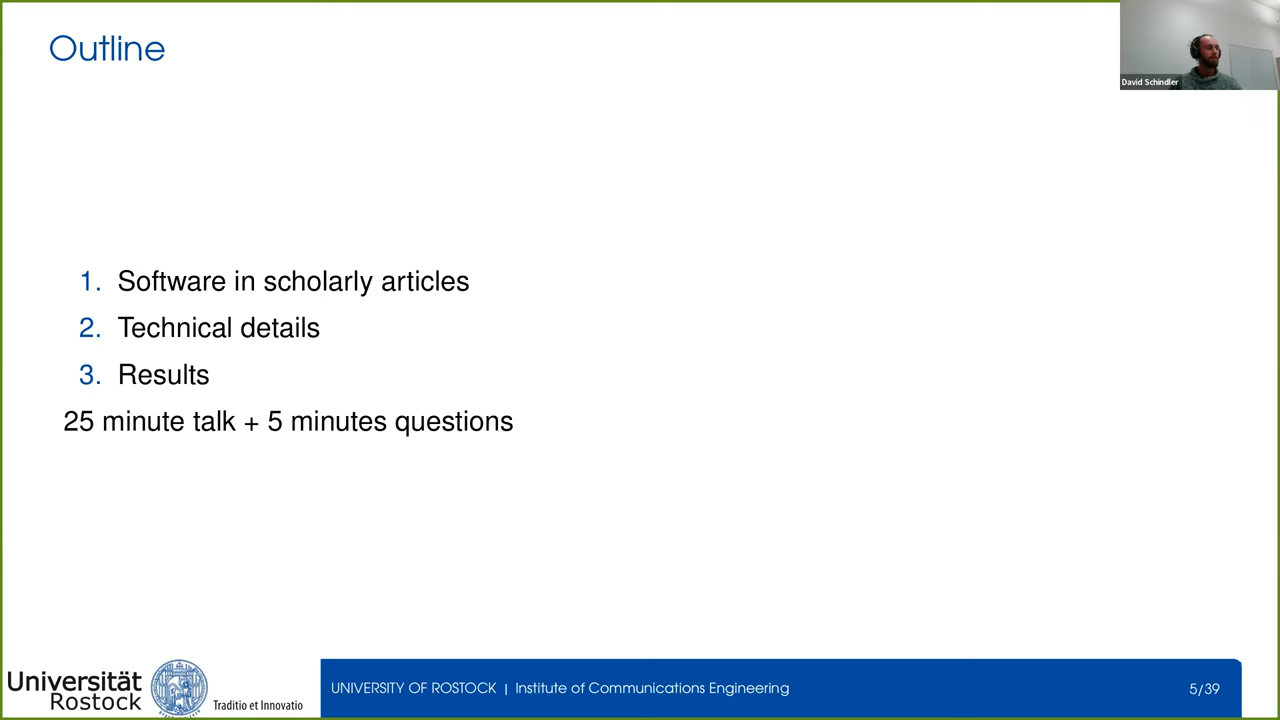 Outline
David Schindler
1. Software in scholarly articles
2. Technical details
3. Results
25 minute talk + 5 minutes questions
Universität
Rostock
Traditio et Innovatio
UNIVERSITY OF ROSTOCK | Institute of Communications Engineering
5/39